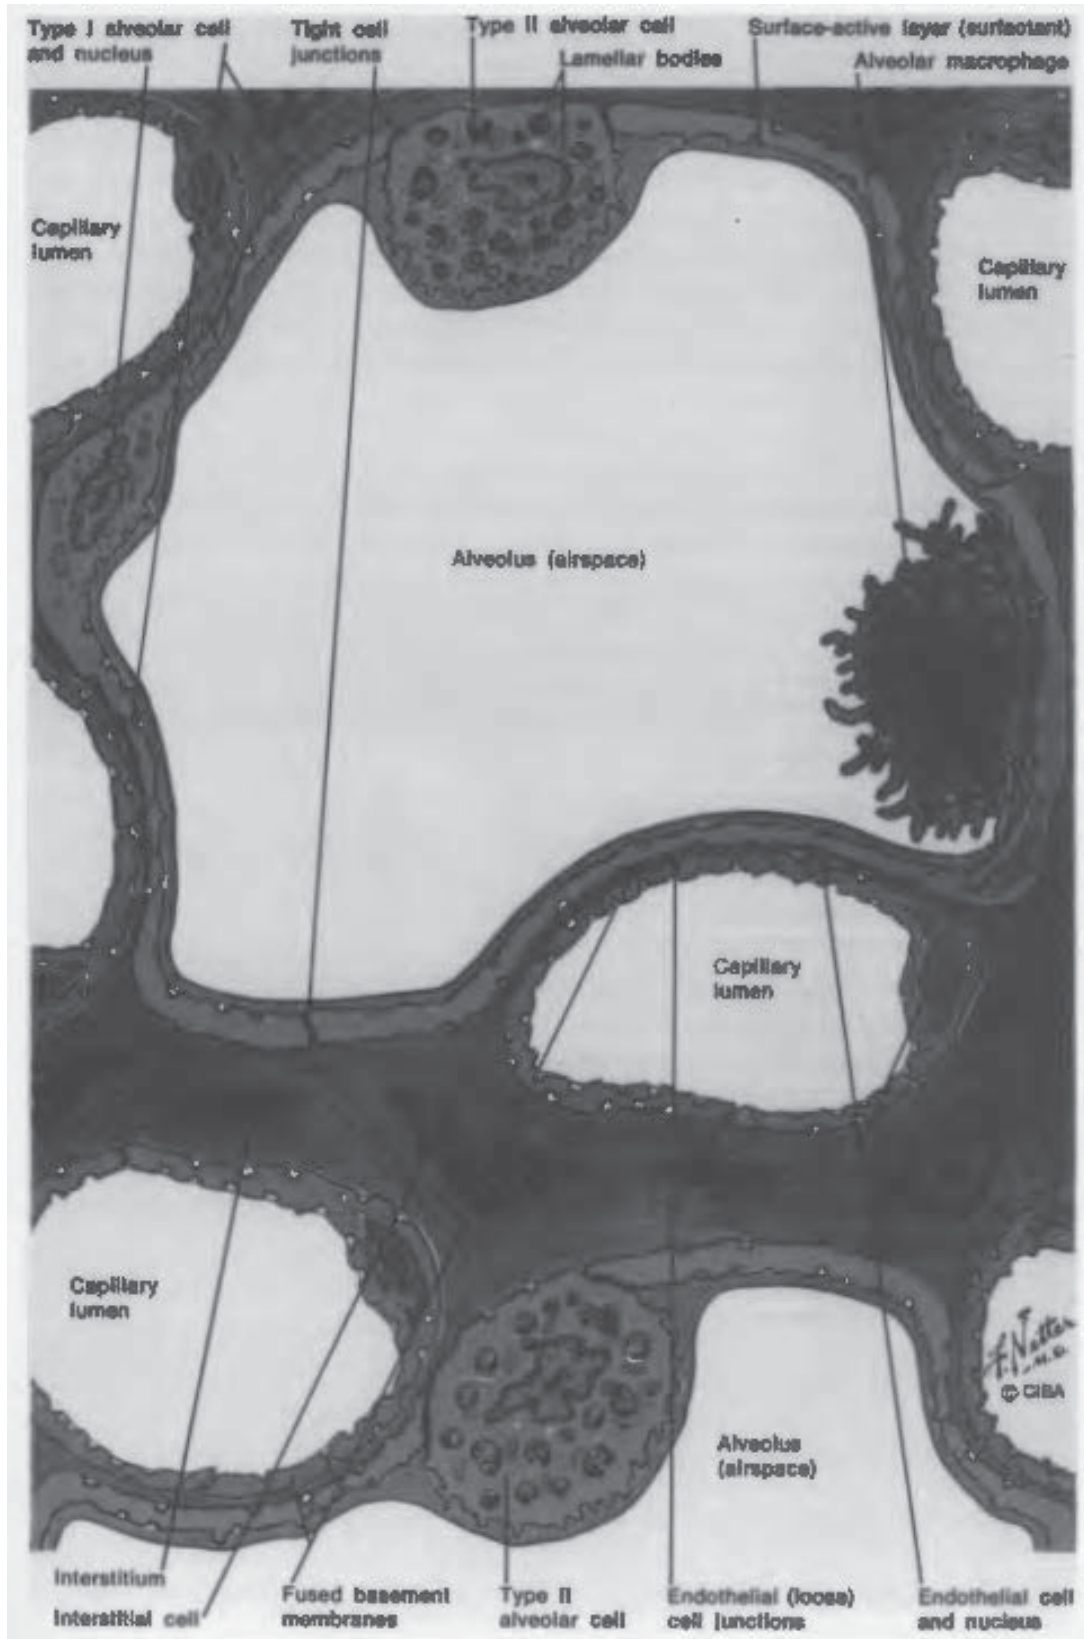 Type I alveolar cell
and nucleus
Tight cell
junctions
Type II alveolar cell
Lamellar bodies
Surface-active layer (surfactant)
Alveolar macrophage
Capillary
lumen
Capillary
lumen
Alveolus (airspace)
Capillary
lumen
Capillary
lumen
F. Netter
M.D.
© CIBA
Alveolus
(airspace)
Interstitium
Interstitial cell
Fused basement
membranes
Type II
alveolar cell
Endothelial (loose)
cell junctions
Endothelial cell
and nucleus